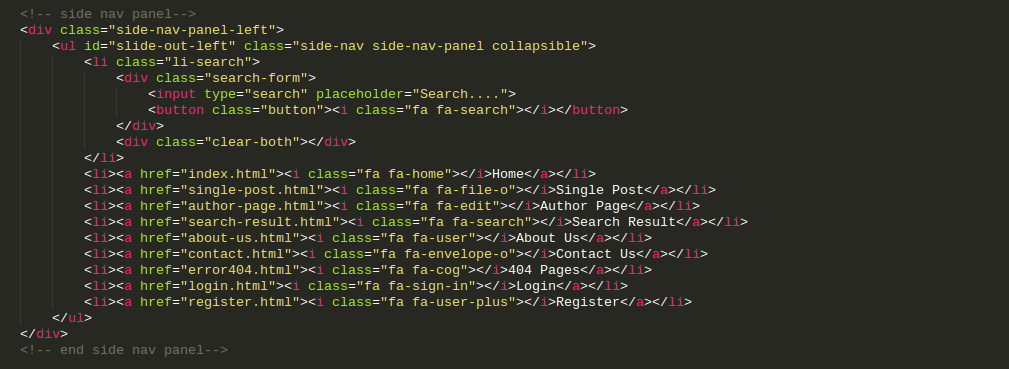 <!-- side nav panel-->
<div class="side-nav-panel-left">
<ul id="slide-out-left" class="side-nav side-nav-panel collapsible">
<li class="li-search">
<div class="search-form">
<input type="search" placeholder="Search....">
<button class="button"><i class="fa fa-search"></i></button>
</div>
<div class="clear-both"></div>
</li>
<li><a href="index.html"><i class="fa fa-home"></i>Home</a></li>
<li><a href="single-post.html"><i class="fa fa-file-o"></i>Single Post</a></li>
<li><a href="author-page.html"><i class="fa fa-edit"></i>Author Page</a></li>
<li><a href="search-result.html"><i class="fa fa-search"></i>Search Result</a></li>
<li><a href="about-us.html"><i class="fa fa-user"></i>About Us</a></li>
<li><a href="contact.html"><i class="fa fa-envelope-o"></i>Contact Us</a></li>
<li><a href="error404.html"><i class="fa fa-cog"></i>404 Pages</a></li>
<li><a href="login.html"><i class="fa fa-sign-in"></i>Login</a></li>
<li><a href="register.html"><i class="fa fa-user-plus"></i>Register</a></li>
</ul>
</div>
<!-- end side nav panel-->